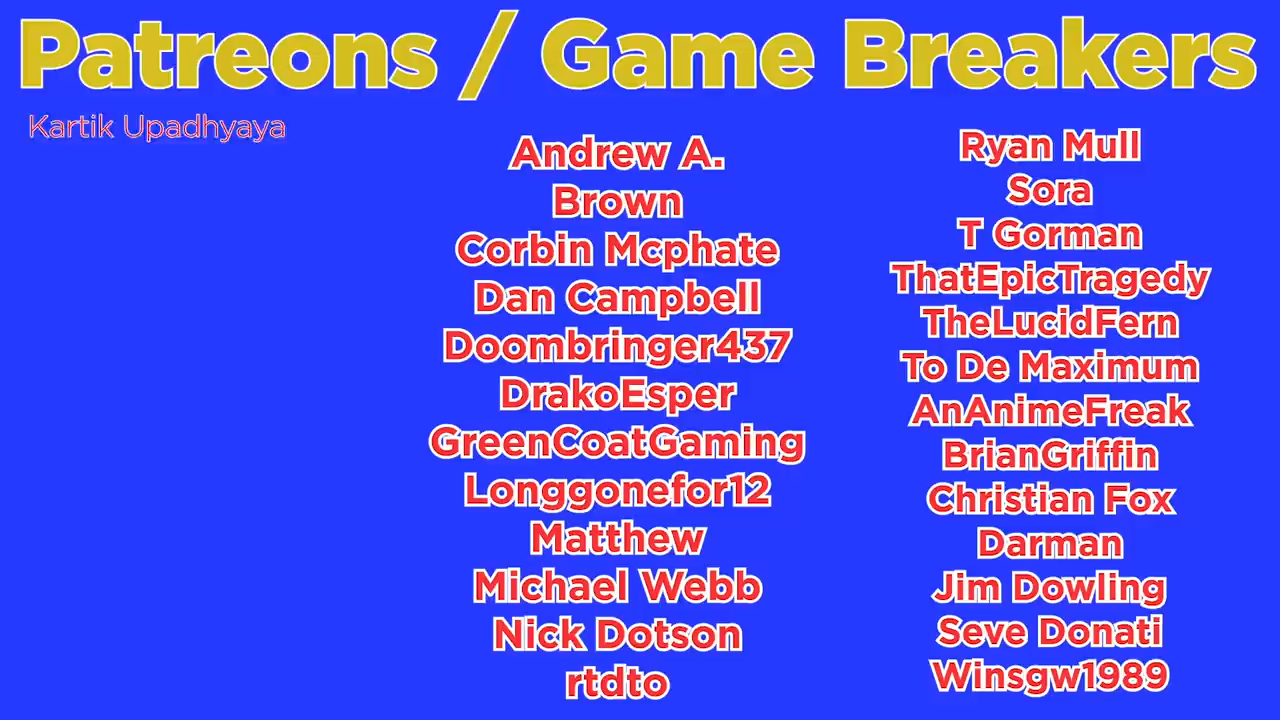 Patreons / Game Breakers
Kartik Upadhyaya
Andrew A.
Brown
Corbin Mcphate
Dan Campbell
Doombringer437
DrakoEsper
GreenCoatGaming
Longgonefor12
Matthew
Michael Webb
Nick Dotson
rtdto
Ryan Mull
Sora
T Gorman
ThatEpicTragedy
TheLucidFern
To De Maximum
AnAnimeFreak
BrianGriffin
Christian Fox
Darman
Jim Dowling
Seve Donati
Winsgw1989